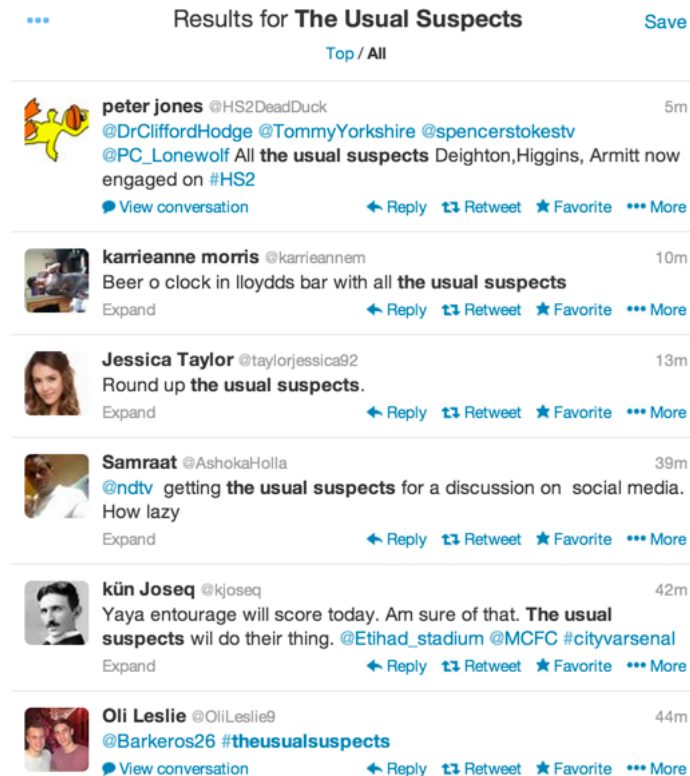 Results for The Usual Suspects
Save
Top / All
peter jones @HS2DeadDuck 5m
@DrCliffordHodge @TommyYorkshire @spencerstokestv
@PC_Lonewolf All the usual suspects Deighton,Higgins, Armitt now
engaged on #HS2
View conversation Reply Retweet Favorite More
karrieanne morris @karrieannem 10m
Beer o clock in lloydds bar with all the usual suspects
Expand Reply Retweet Favorite More
Jessica Taylor @taylorjessica92 13m
Round up the usual suspects.
Expand Reply Retweet Favorite More
Samraat @AshokaHolla 39m
@ndtv getting the usual suspects for a discussion on social media.
How lazy
Expand Reply Retweet Favorite More
kün Joseq @kjoseq 42m
Yaya entourage will score today. Am sure of that. The usual
suspects wil do their thing. @Etihad_stadium @MCFC #cityvarsenal
Expand Reply Retweet Favorite More
Oli Leslie @OliLeslie9 44m
@Barkeros26 #theusualsuspects
View conversation Reply Retweet Favorite More